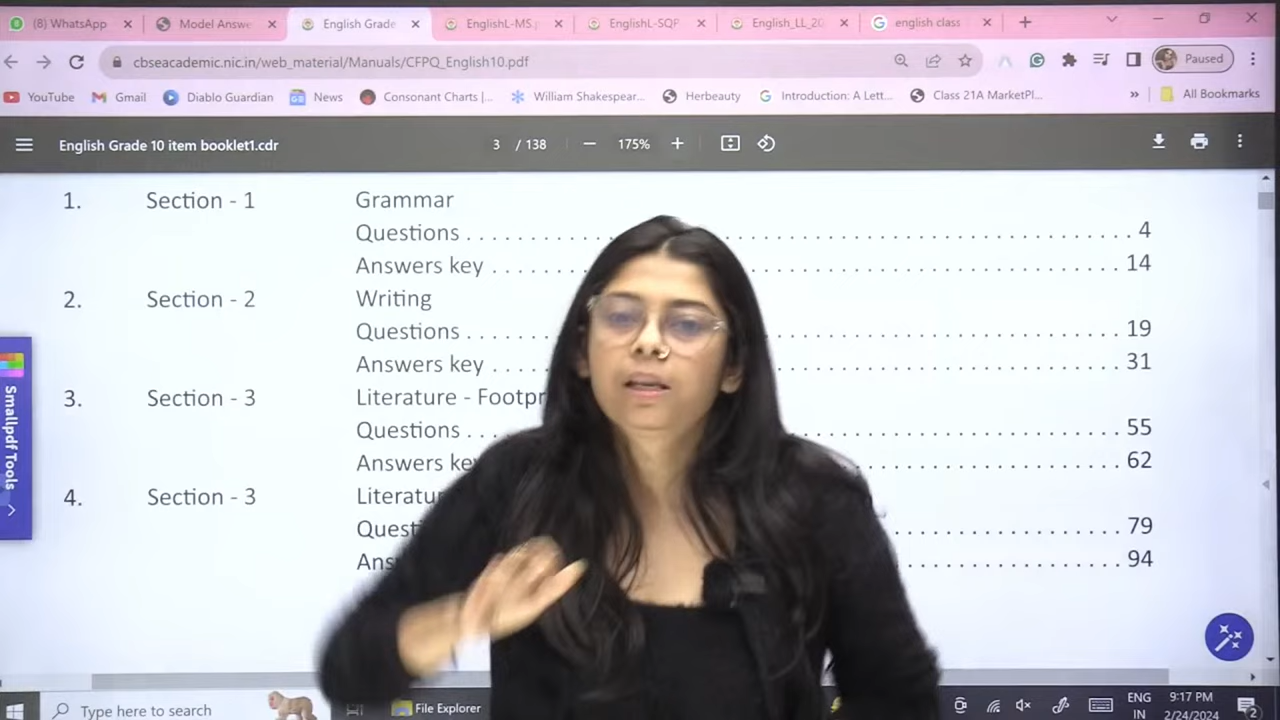 (8) WhatsApp Model Answe English Grade EnglishL-MS. EnglishL-SQP English_LL_20 english class
cbseacademic.nic.in/web_material/Manuals/CFPQ_English10.pdf Paused
YouTube Gmail Diablo Guardian News Consonant Charts |... William Shakespear... Herbeauty Introduction: A Lett... Class 21A MarketPl... » All Bookmarks
English Grade 10 item booklet1.cdr 3 / 138 175%
1. Section - 1 Grammar
Questions 4
Answers key 14
2. Section - 2 Writing
Questions 19
Answers key 31
3. Section - 3 Literature - Footpr
Questions 55
Answers key 62
4. Section - 3 Literatur
Questi 79
Ans 94
Smallpdf Tools
Type here to search File Explorer
ENG 9:17 PM
IN 2/24/2024 2